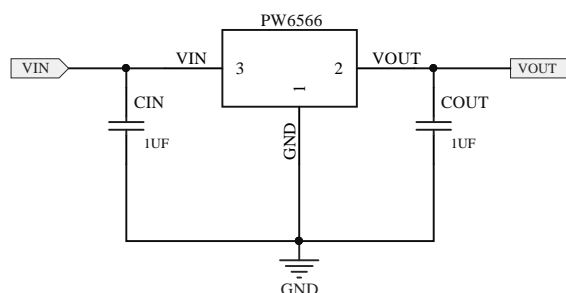 PW6566
VIN
VIN
3
2
VOUT
VOUT
1
CIN
COUT
1UF
GND
1UF
GND